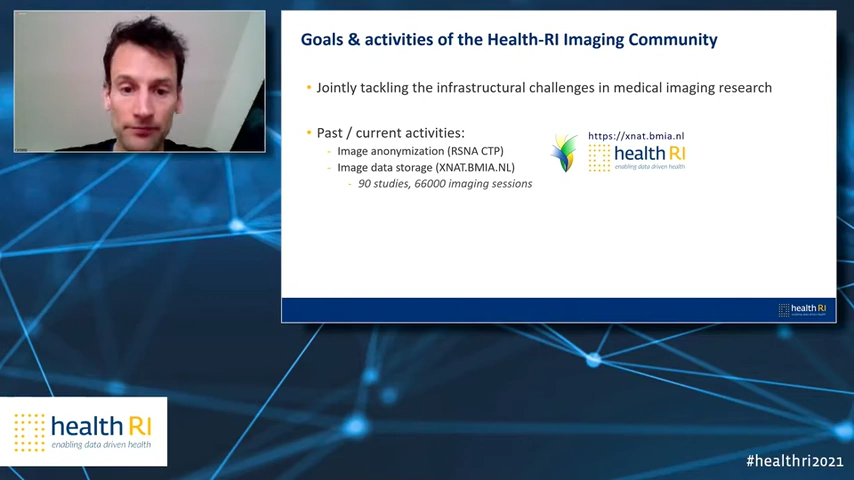 Goals & activities of the Health-RI Imaging Community
• Jointly tackling the infrastructural challenges in medical imaging research
• Past / current activities:
- Image anonymization (RSNA CTP)
- Image data storage (XNAT.BMIA.NL)
- 90 studies, 66000 imaging sessions
https://xnat.bmia.nl
health RI
enabling data driven health
health RI
health RI
enabling data driven health
#healthri2021